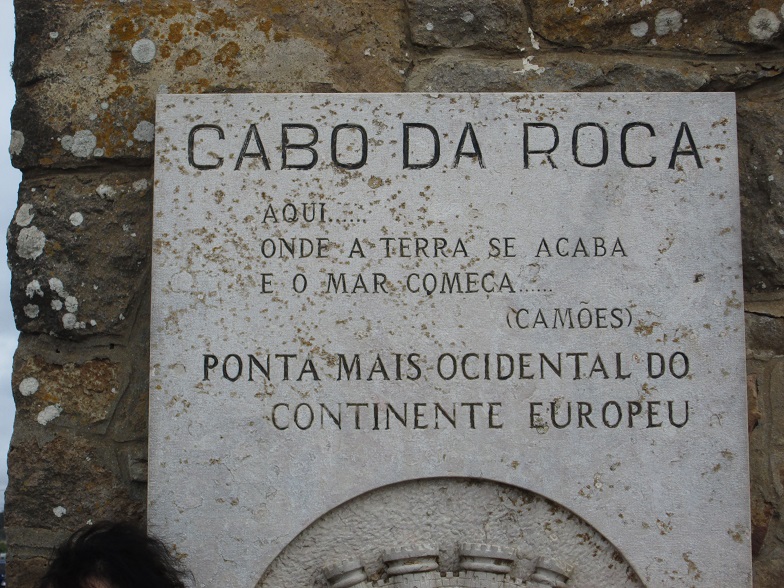 CABO DA ROCA
AQUI......
ONDE A TERRA SE ACABA
E O MAR COMEÇA......
(CAMÕES)
PONTA MAIS OCIDENTAL DO
CONTINENTE EUROPEU